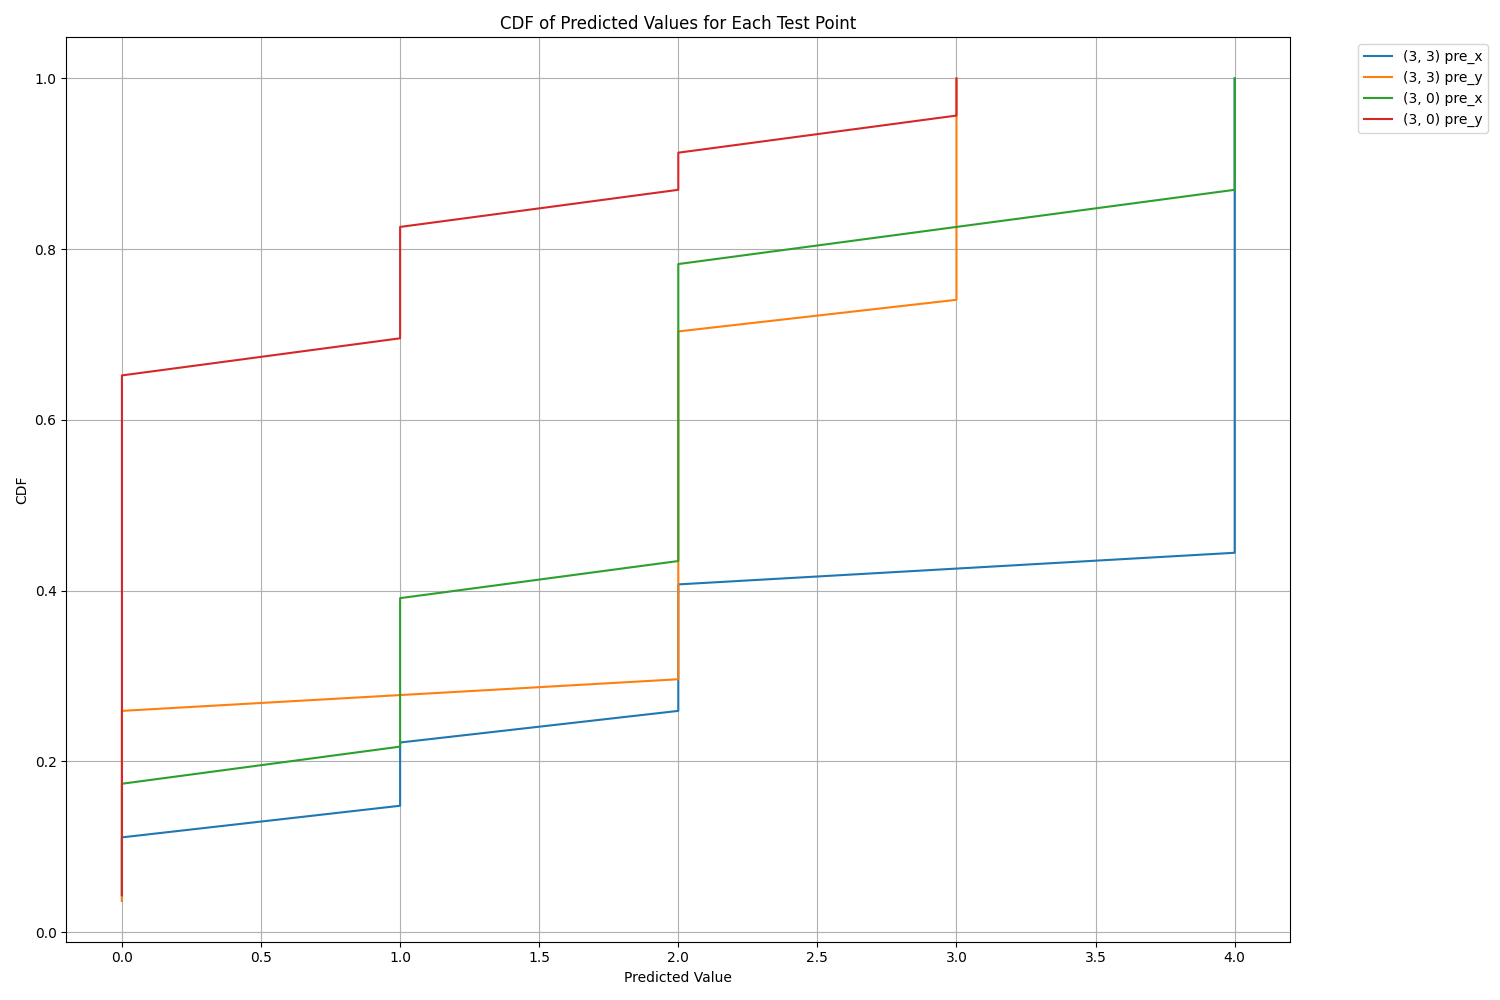 CDF of Predicted Values for Each Test Point
(3, 3) pre_x
(3, 3) pre_y
(3, 0) pre_x
(3, 0) pre_y
CDF
1.0
0.8
0.6
0.4
0.2
0.0
0.0 0.5 1.0 1.5 2.0 2.5 3.0 3.5 4.0
Predicted Value